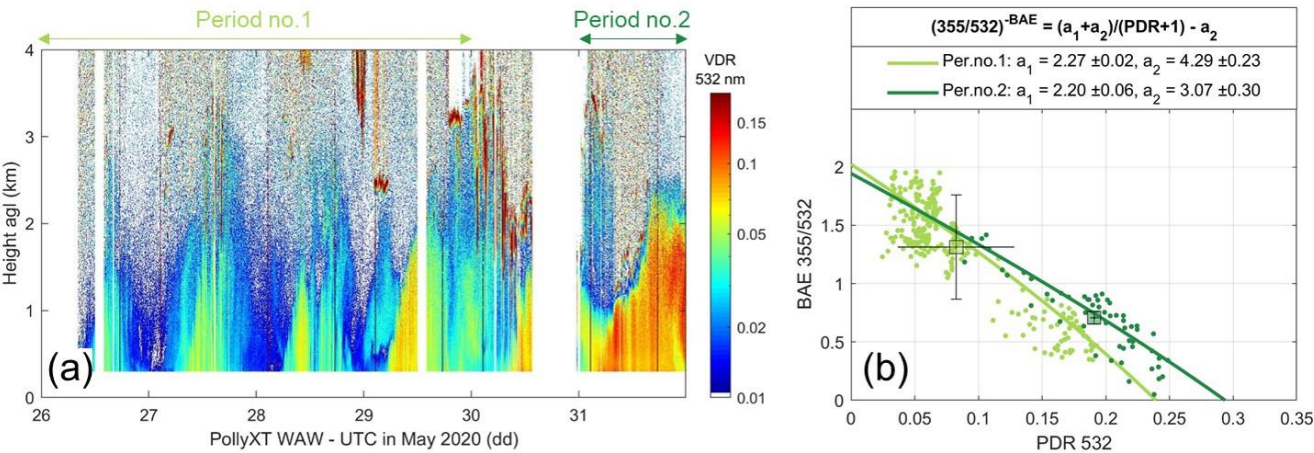 Period no.1
Period no.2
VDR
532 nm
0.15
0.1
0.05
0.02
0.01
4
3
2
1
0
Height agl (km)
(a)
26
27
28
29
30
31
PollyXT WAW - UTC in May 2020 (dd)
(355/532)^-BAE = (a₁+a₂)/(PDR+1) - a₂
Per.no.1: a₁ = 2.27 ±0.02, a₂ = 4.29 ±0.23
Per.no.2: a₁ = 2.20 ±0.06, a₂ = 3.07 ±0.30
2
1.5
1
0.5
0
BAE 355/532
(b)
0
0.05
0.1
0.15
0.2
0.25
0.3
0.35
PDR 532